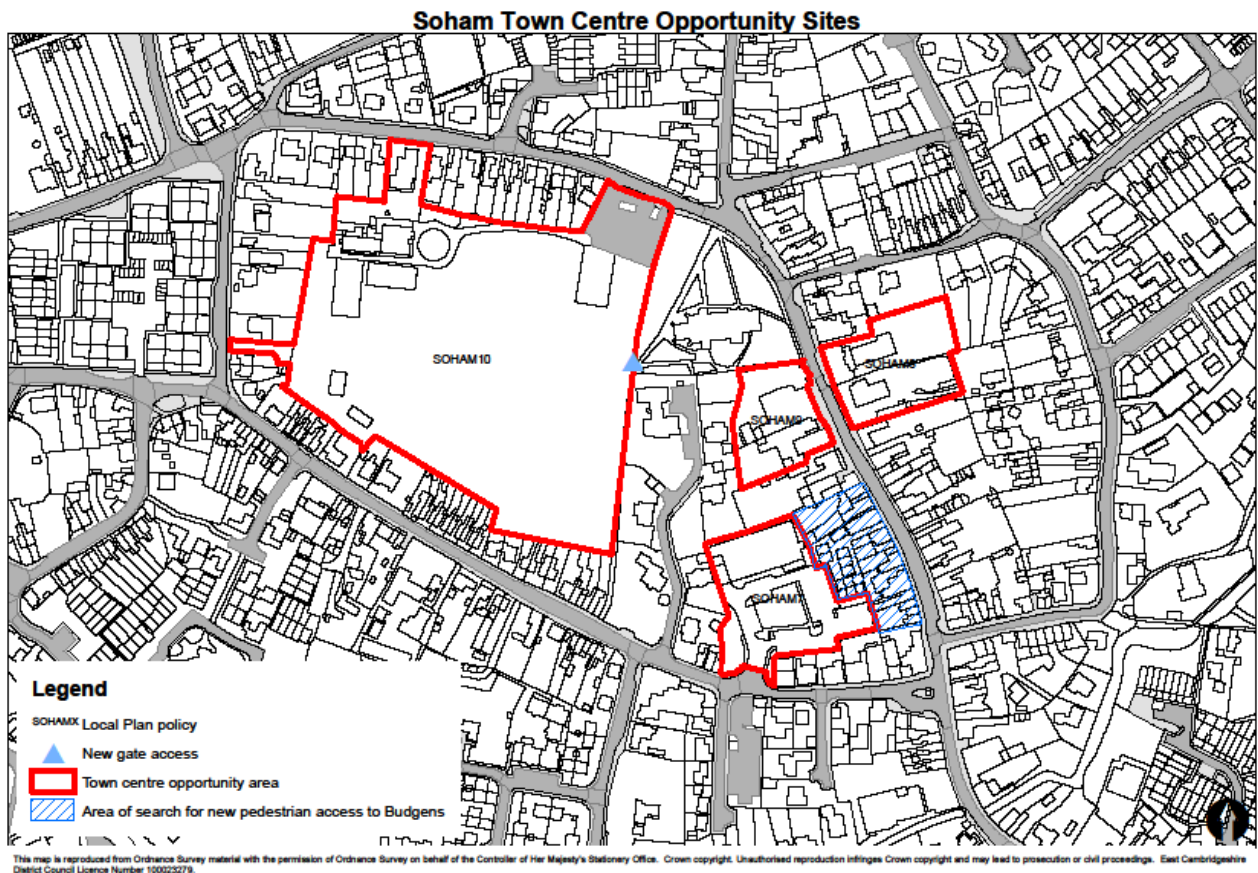 Soham Town Centre Opportunity Sites
SOHAM10
SOHAM8
SOHAM9
SOHAM7
Legend
SOHAMX Local Plan policy
New gate access
Town centre opportunity area
Area of search for new pedestrian access to Budgens
This map is reproduced from Ordnance Survey material with the permission of Ordnance Survey on behalf of the Controller of Her Majesty's Stationery Office. Crown copyright. Unauthorised reproduction infringes Crown copyright and may lead to prosecution or civil proceedings. East Cambridgeshire
District Council Licence Number 100023279.